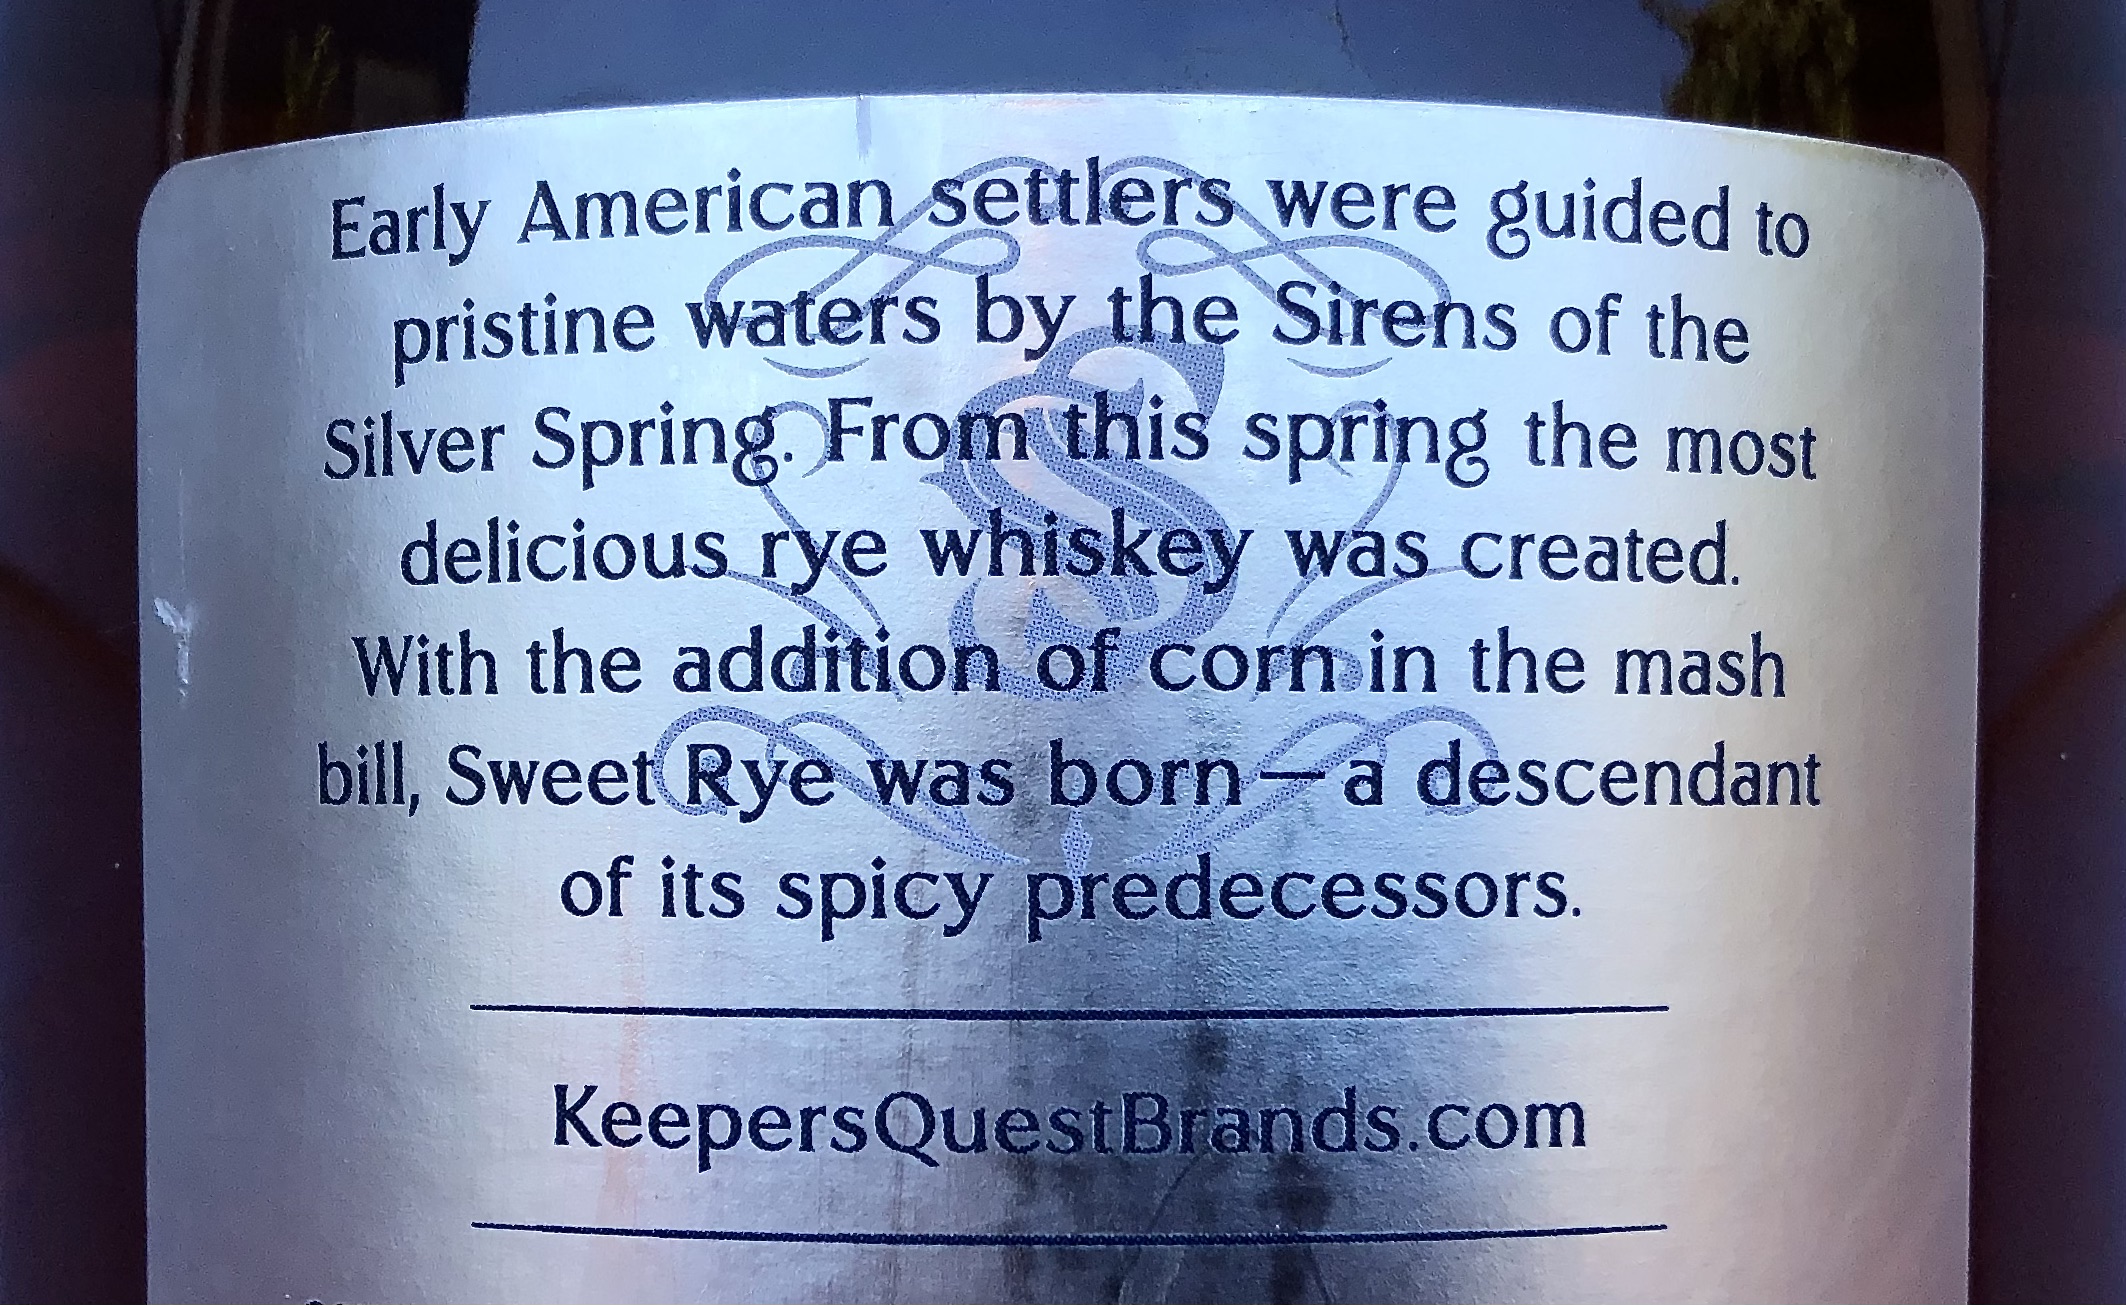 Early American settlers were guided to
pristine waters by the Sirens of the
Silver Spring. From this spring the most
delicious rye whiskey was created.
With the addition of corn in the mash
bill, Sweet Rye was born—a descendant
of its spicy predecessors.
KeepersQuestBrands.com